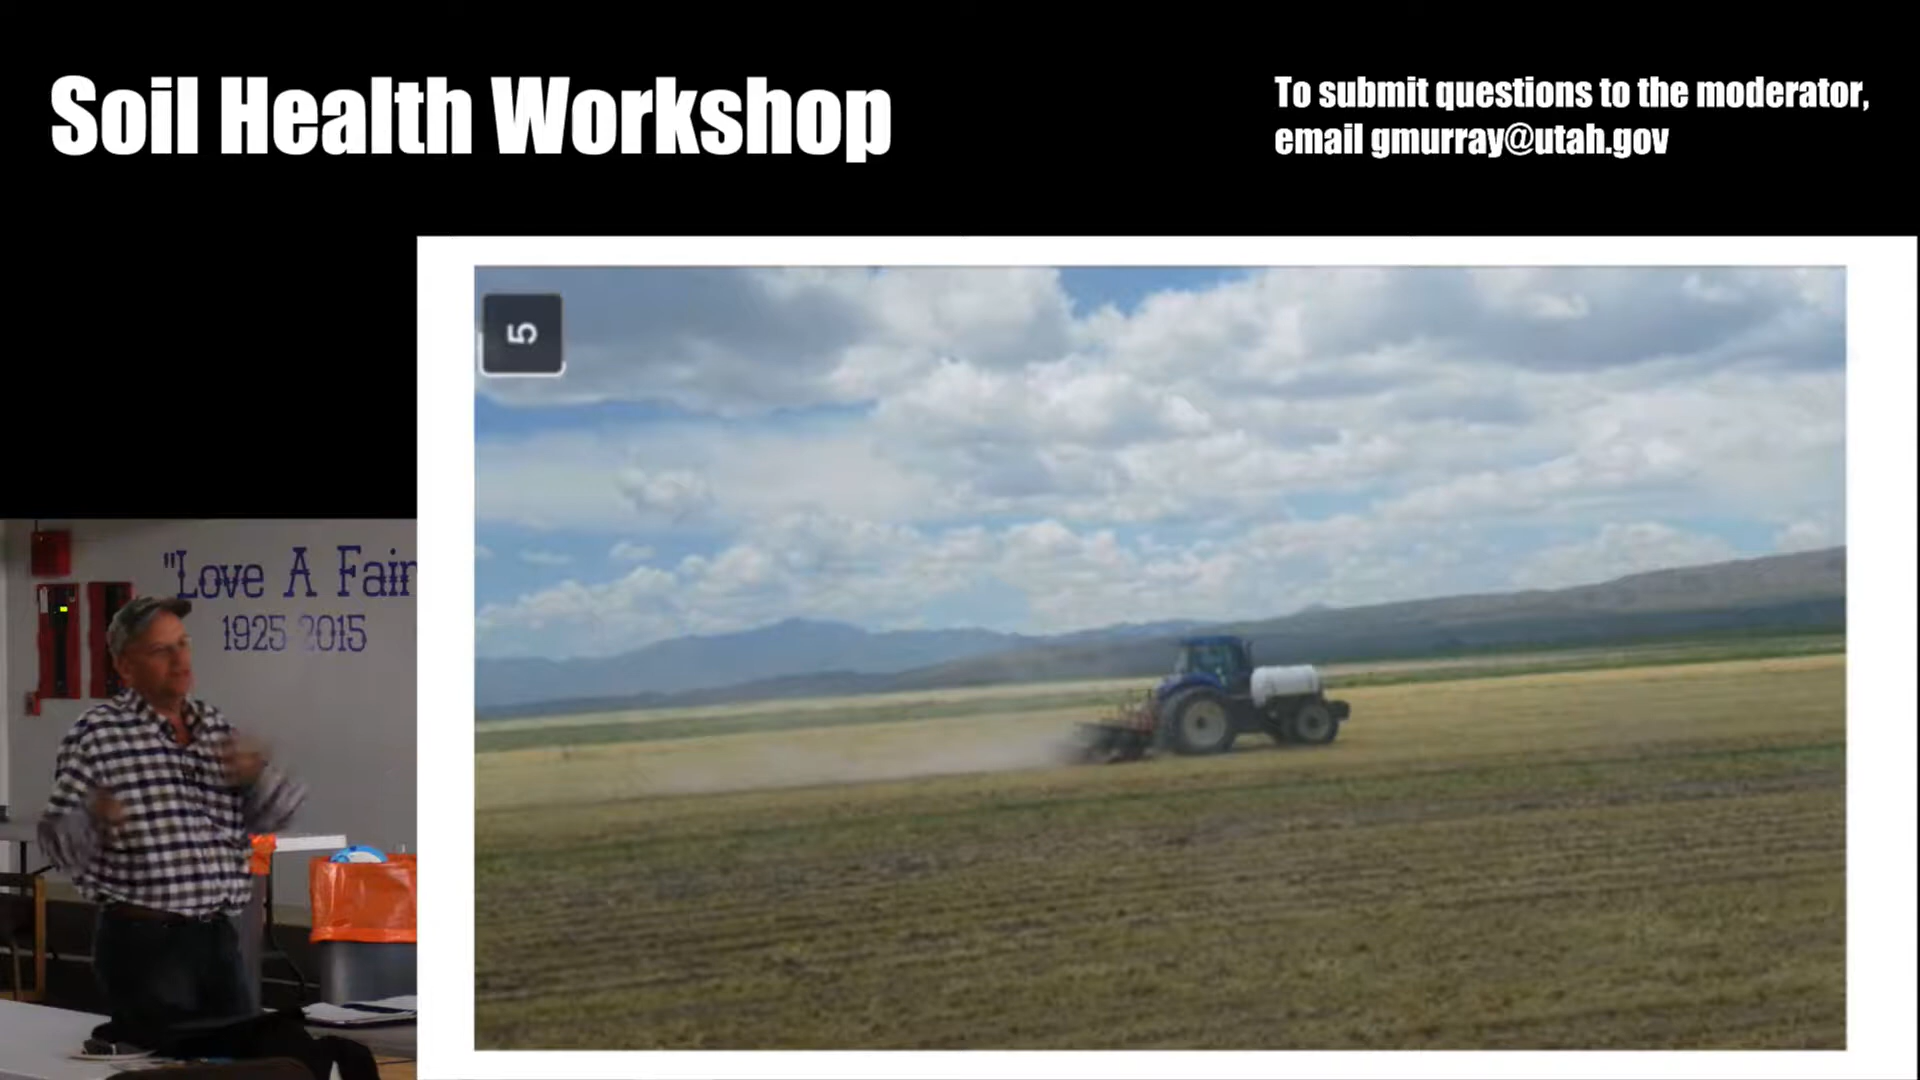 Soil Health Workshop
To submit questions to the moderator,
email gmurray@utah.gov
5
"Love A Fair
1925 2015